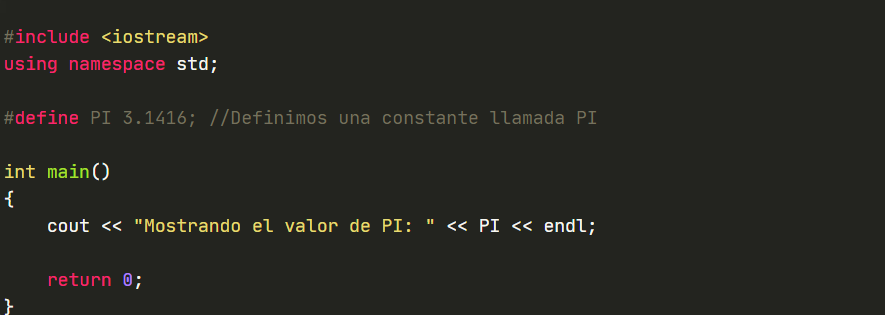 #include <iostream>
using namespace std;
#define PI 3.1416; //Definimos una constante llamada PI
int main()
{
    cout << "Mostrando el valor de PI: " << PI << endl;
    return 0;
}